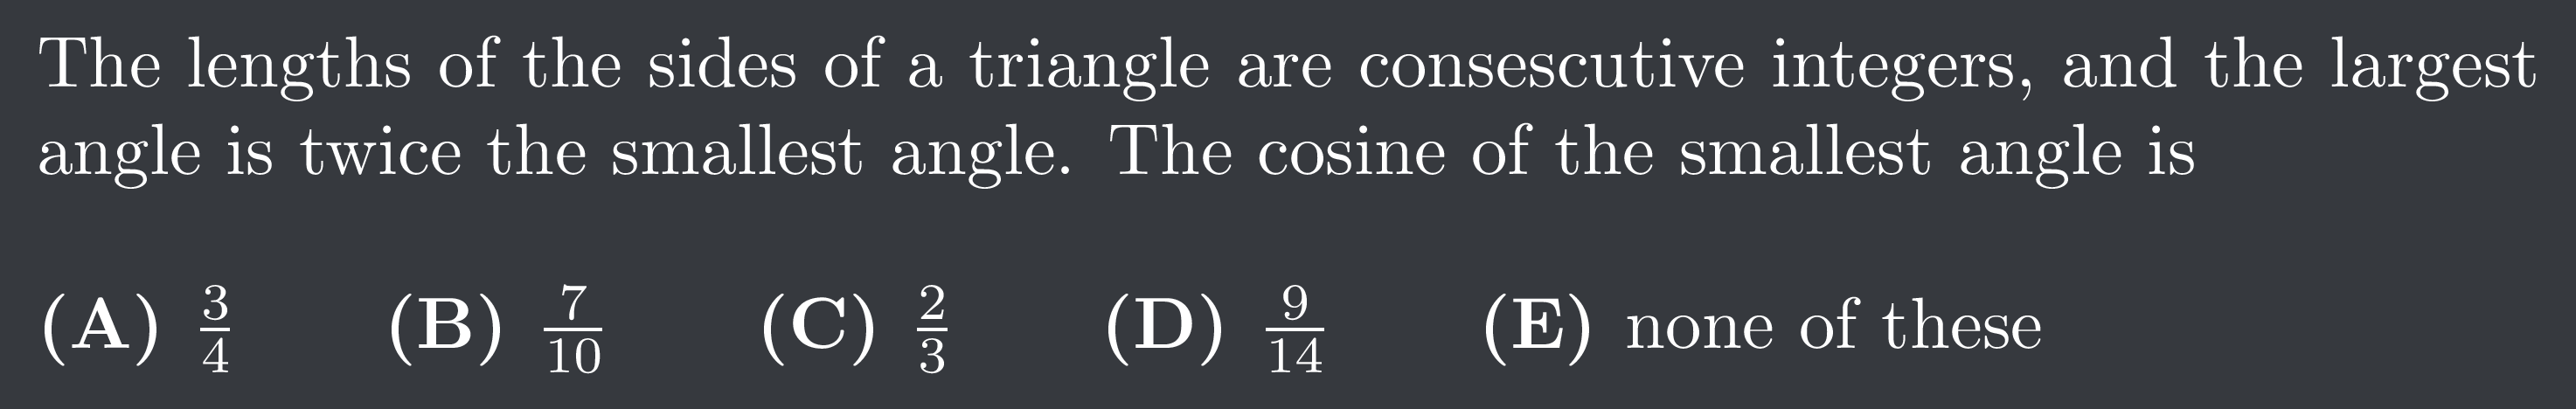 The lengths of the sides of a triangle are consescutive integers, and the largest
angle is twice the smallest angle. The cosine of the smallest angle is
(A) 3/4 (B) 7/10 (C) 2/3 (D) 9/14 (E) none of these